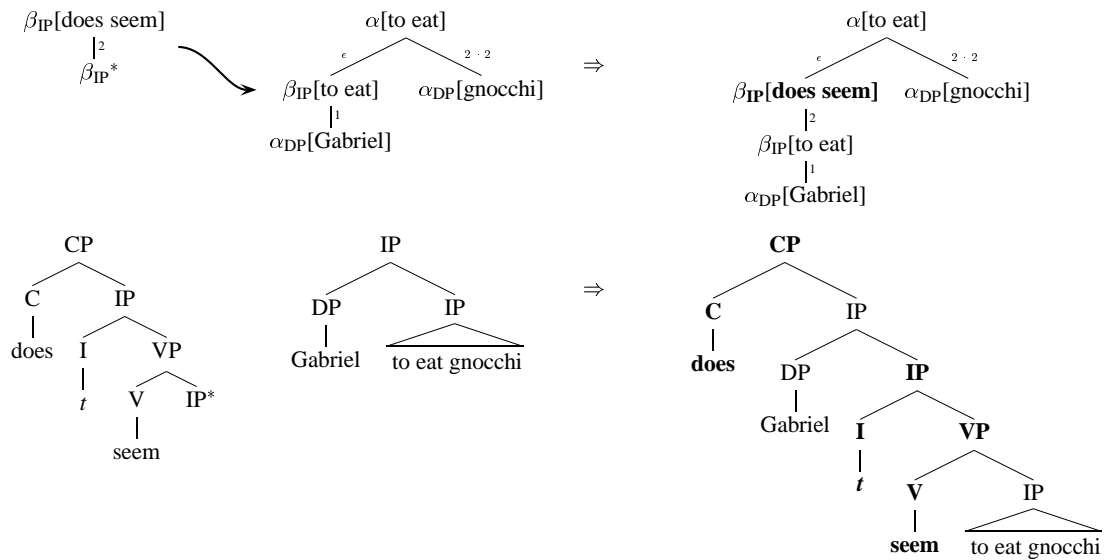 β_IP[does seem] α[to eat] α[to eat]
2 ϵ 2 · 2 ϵ 2 · 2
β_IP* ⇒
β_IP[to eat] α_DP[gnocchi] β_IP[does seem] α_DP[gnocchi]
1 2
α_DP[Gabriel] β_IP[to eat]
1
α_DP[Gabriel]
CP IP CP
C IP DP IP ⇒ C IP
does I VP Gabriel to eat gnocchi does DP IP
t V IP* Gabriel I VP
seem t V IP
seem to eat gnocchi